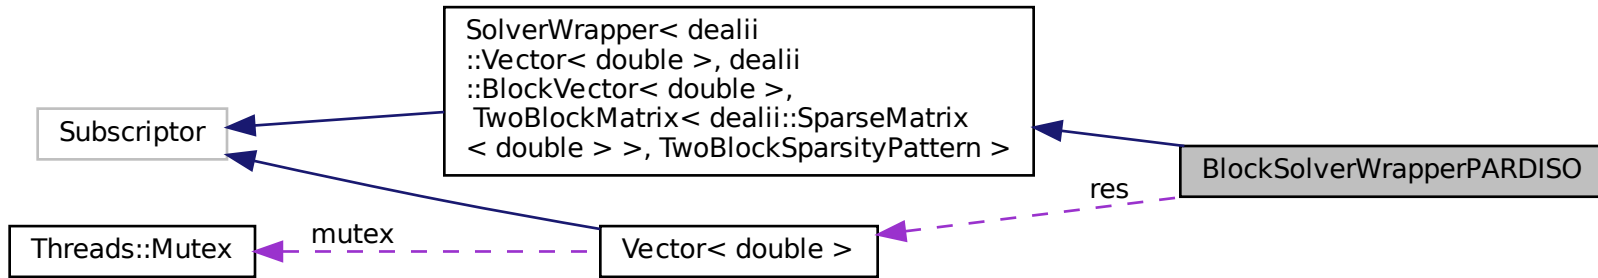 SolverWrapper< dealii
::Vector< double >, dealii
::BlockVector< double >,
TwoBlockMatrix< dealii::SparseMatrix
< double > >, TwoBlockSparsityPattern >
Subscriptor
BlockSolverWrapperPARDISO
res
mutex
Threads::Mutex
Vector< double >